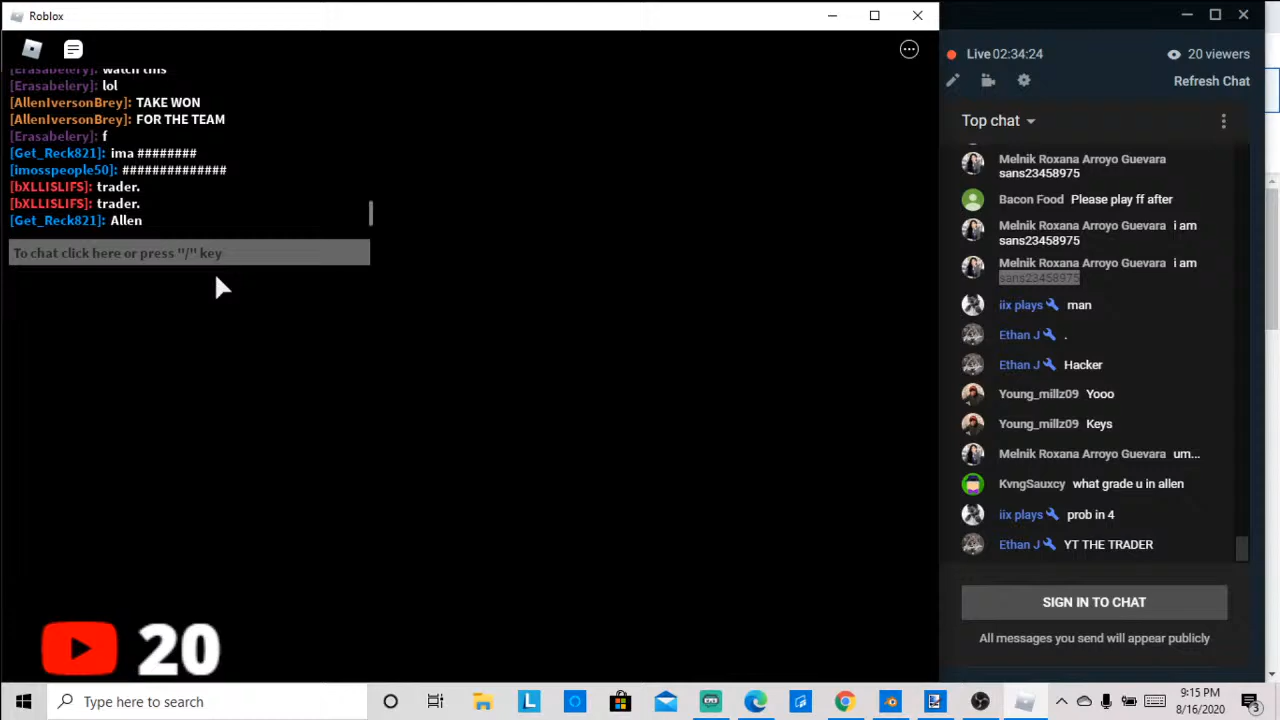 Roblox
[Erasabelery]: watch this
[Erasabelery]: lol
[AllenIversonBrey]: TAKE WON
[AllenIversonBrey]: FOR THE TEAM
[Erasabelery]: f
[Get_Reck821]: ima ########
[imosspeople50]: ##############
[bXLLISLIFS]: trader.
[bXLLISLIFS]: trader.
[Get_Reck821]: Allen
To chat click here or press "/" key
20
Live 02:34:24
20 viewers
Refresh Chat
Top chat
Melnik Roxana Arroyo Guevara
sans23458975
Bacon Food Please play ff after
Melnik Roxana Arroyo Guevara i am
sans23458975
Melnik Roxana Arroyo Guevara i am
sans23458975
iix plays man
Ethan J .
Ethan J Hacker
Young_millz09 Yooo
Young_millz09 Keys
Melnik Roxana Arroyo Guevara um...
KvngSauxcy what grade u in allen
iix plays prob in 4
Ethan J YT THE TRADER
SIGN IN TO CHAT
All messages you send will appear publicly
Type here to search
L
9:15 PM
8/16/2020
3